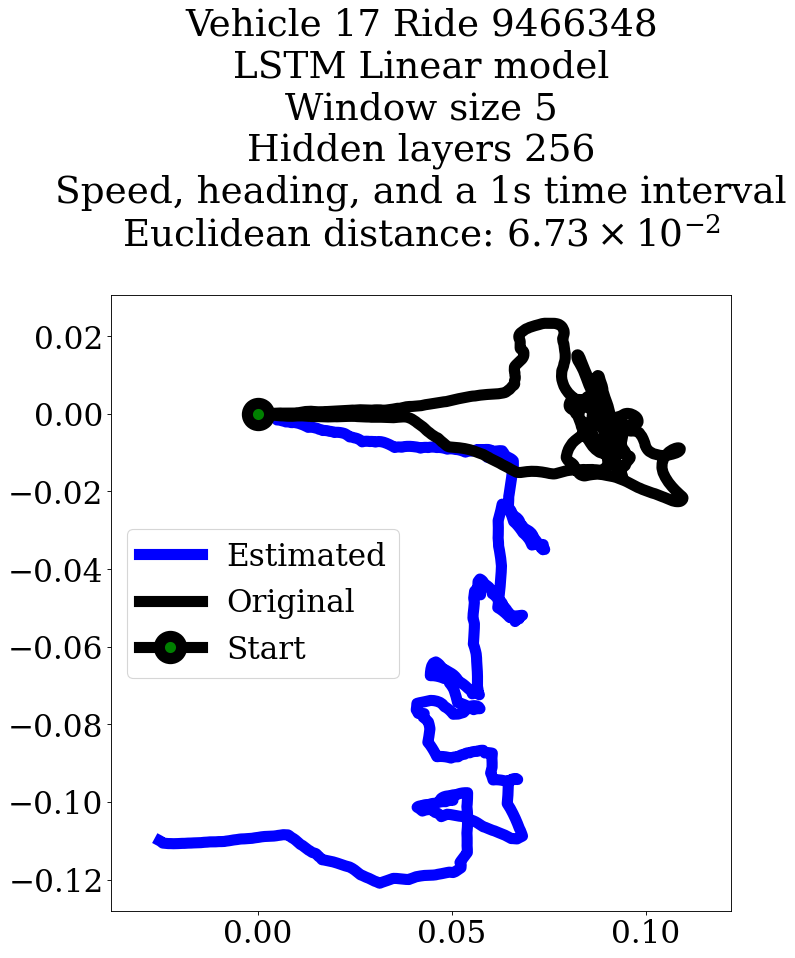 Vehicle 17 Ride 9466348
LSTM Linear model
Window size 5
Hidden layers 256
Speed, heading, and a 1s time interval
Euclidean distance: 6.73 × 10⁻²
0.02
0.00
−0.02
−0.04
−0.06
−0.08
−0.10
−0.12
Estimated
Original
Start
0.00 0.05 0.10